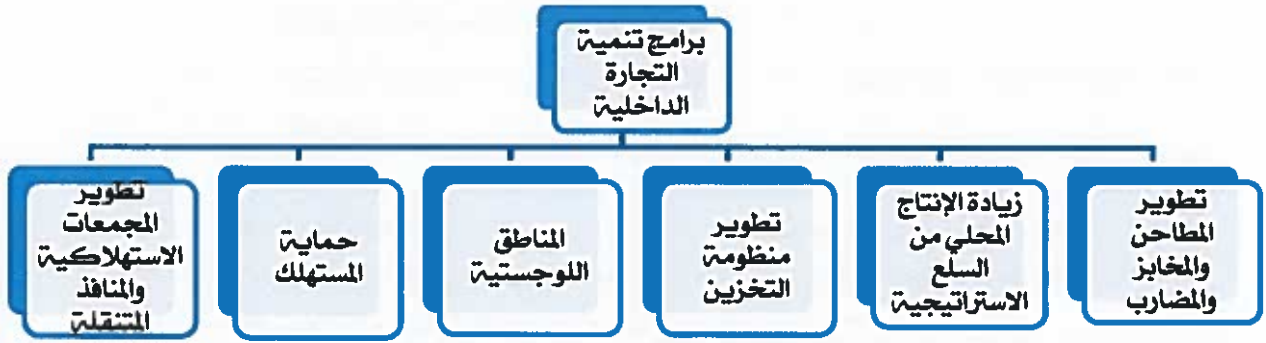 برامج تنمية
التجارة
الداخلية
تطوير
المطاحن
والمخابز
والمضارب
زيادة الإنتاج
المحلي من
السلع
الاستراتيجية
تطوير
منظومة
التخزين
المناطق
اللوجستية
حماية
المستهلك
تطوير
المجمعات
الاستهلاكية
والمنافذ
المتنقلة